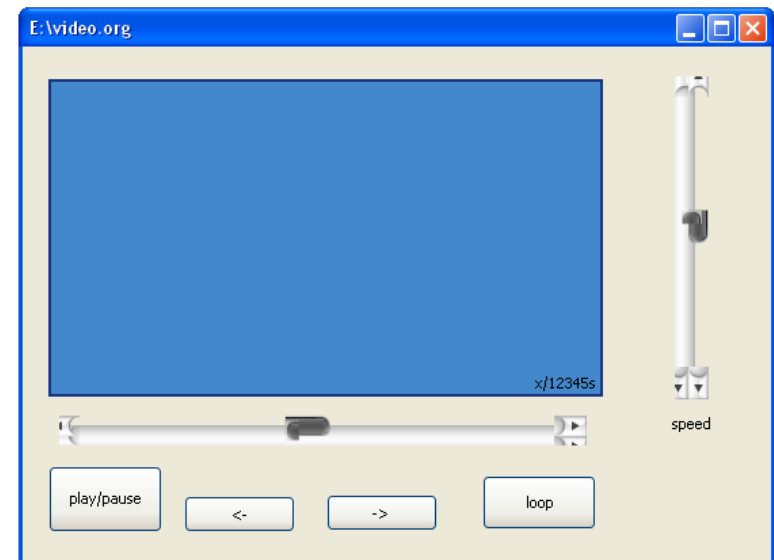 E:\video.org
x/12345s
speed
play/pause
<-
->
loop